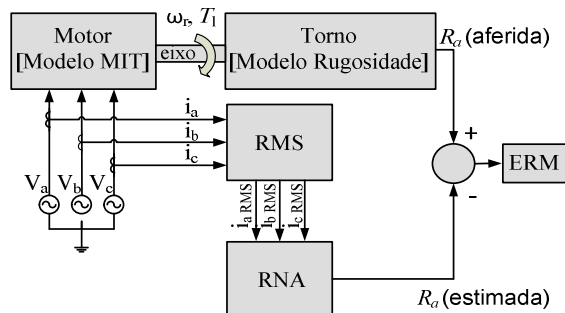 Motor
[Modelo MIT]
ωr, Tl
eixo
Torno
[Modelo Rugosidade]
Ra (aferida)
ia
ib
ic
RMS
+
-
ERM
Va
Vb
Vc
ia RMS
ib RMS
ic RMS
RNA
Ra (estimada)